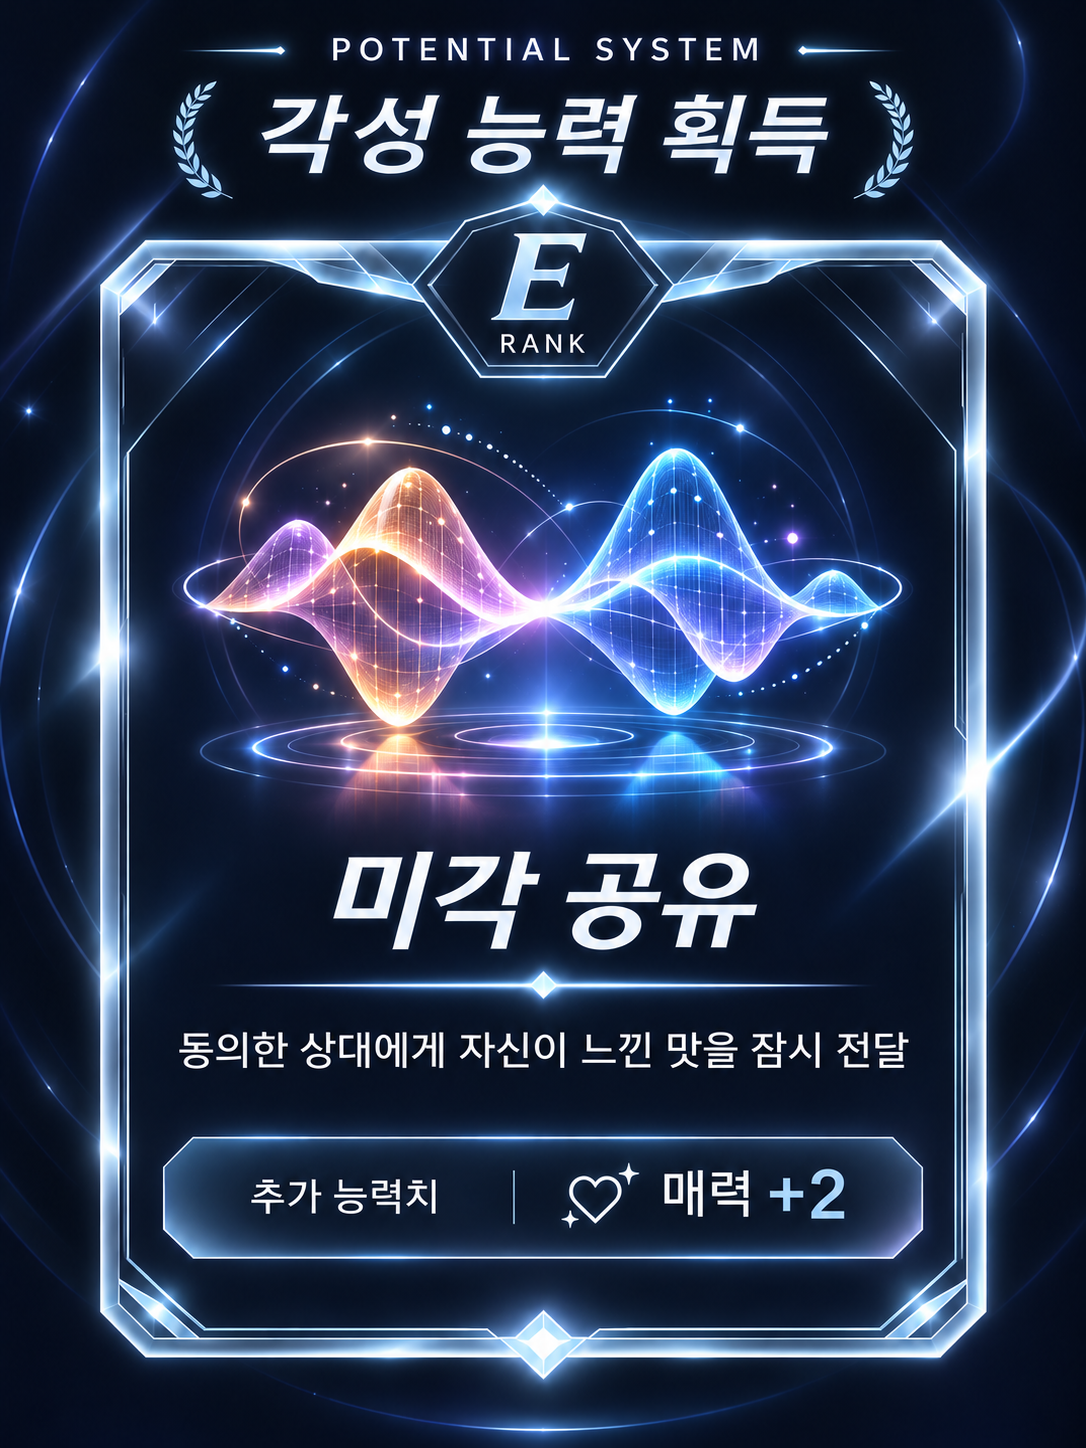 POTENTIAL SYSTEM
각성 능력 획득
E
RANK
미각 공유
동의한 상대에게 자신이 느낀 맛을 잠시 전달
추가 능력치 매력 +2